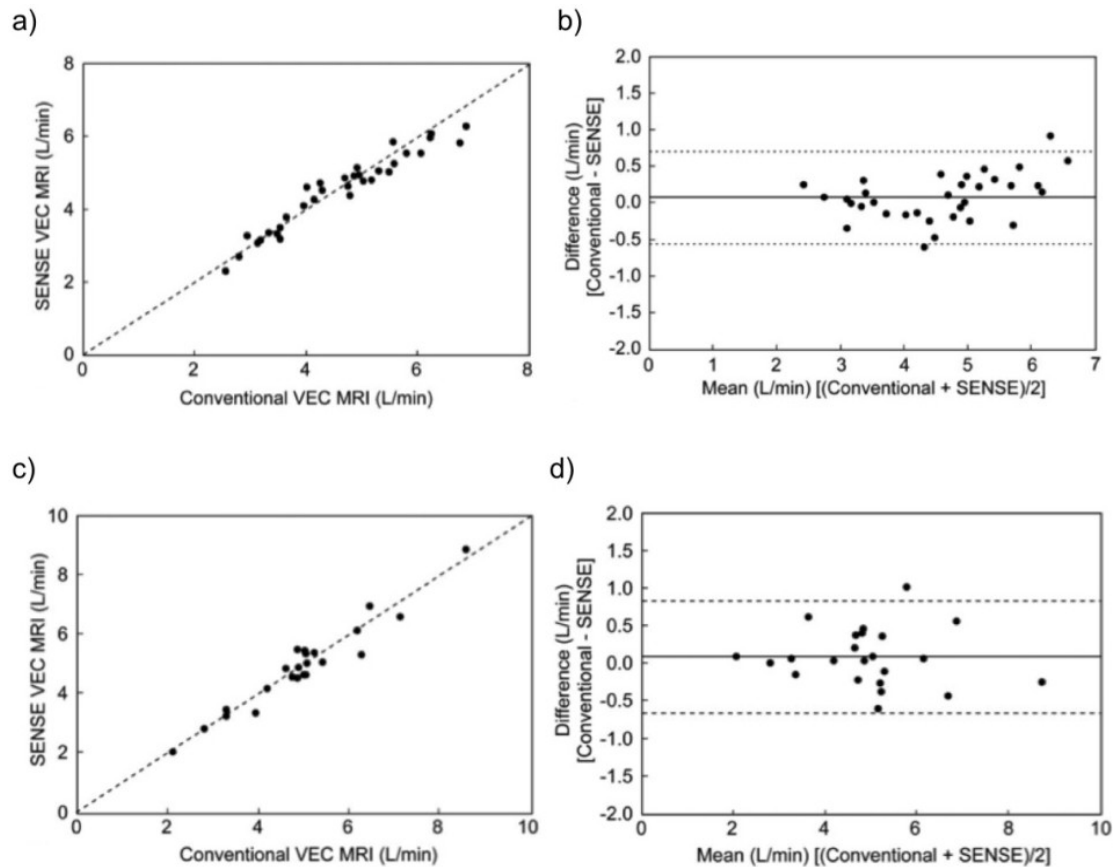 a)
8
6
4
2
0
SENSE VEC MRI (L/min)
0 2 4 6 8
Conventional VEC MRI (L/min)
b)
2.0
1.5
1.0
0.5
0.0
-0.5
-1.0
-1.5
-2.0
Difference (L/min)
[Conventional - SENSE]
0 1 2 3 4 5 6 7
Mean (L/min) [(Conventional + SENSE)/2]
c)
10
8
6
4
2
0
SENSE VEC MRI (L/min)
0 2 4 6 8 10
Conventional VEC MRI (L/min)
d)
2.0
1.5
1.0
0.5
0.0
-0.5
-1.0
-1.5
-2.0
Difference (L/min)
[Conventional - SENSE]
0 2 4 6 8 10
Mean (L/min) [(Conventional + SENSE)/2]